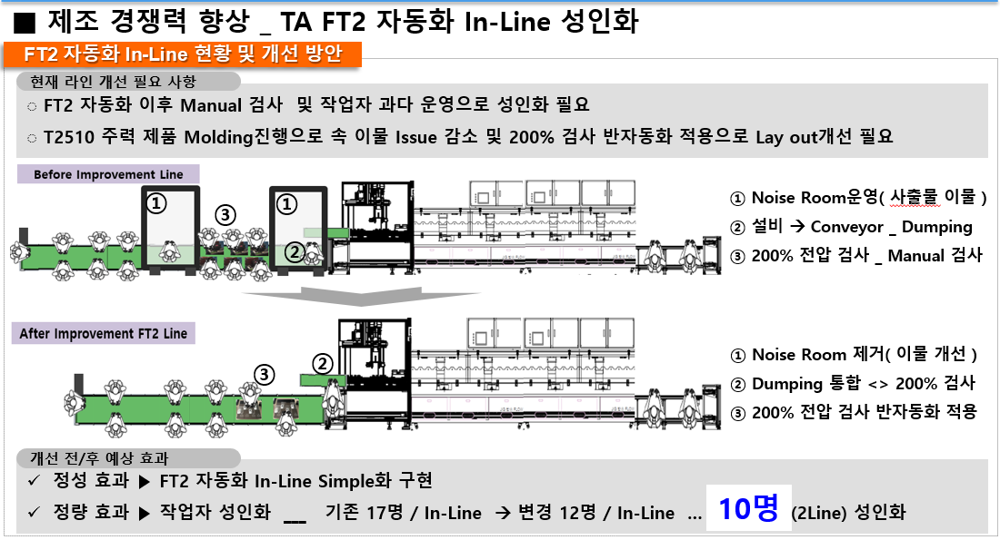 ■ 제조 경쟁력 향상 _ TA FT2 자동화 In-Line 성인화
FT2 자동화 In-Line 현황 및 개선 방안
현재 라인 개선 필요 사항
○ FT2 자동화 이후 Manual 검사 및 작업자 과다 운영으로 성인화 필요
○ T2510 주력 제품 Molding진행으로 속 이물 Issue 감소 및 200% 검사 반자동화 적용으로 Lay out개선 필요
Before Improvement Line
①
③
①
②
① Noise Room운영( 사출물 이물 )
② 설비 → Conveyor _ Dumping
③ 200% 전압 검사 _ Manual 검사
After Improvement FT2 Line
③
②
① Noise Room 제거( 이물 개선 )
② Dumping 통합 <> 200% 검사
③ 200% 전압 검사 반자동화 적용
개선 전/후 예상 효과
✓ 정성 효과 ▶ FT2 자동화 In-Line Simple화 구현
✓ 정량 효과 ▶ 작업자 성인화 __ 기존 17명 / In-Line → 변경 12명 / In-Line ... 10명 (2Line) 성인화